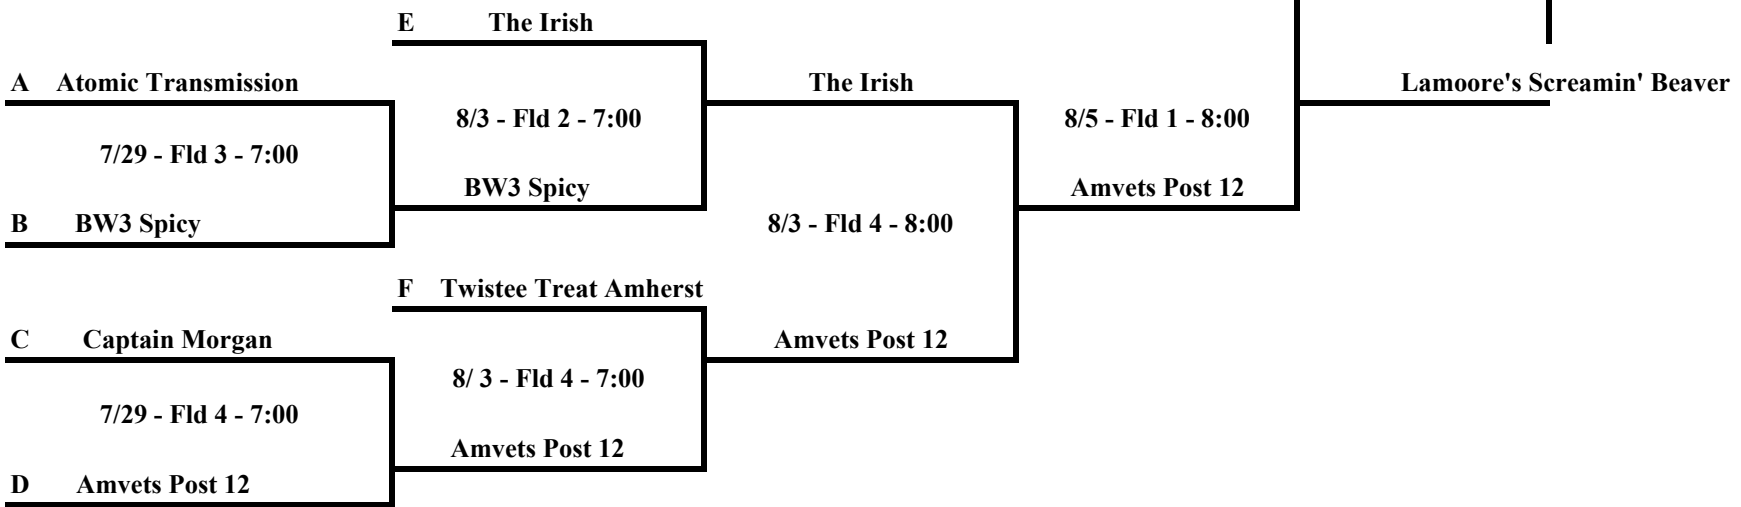 E The Irish
A Atomic Transmission
The Irish
Lamoore's Screamin' Beaver
8/3 - Fld 2 - 7:00
8/5 - Fld 1 - 8:00
7/29 - Fld 3 - 7:00
BW3 Spicy
Amvets Post 12
B BW3 Spicy
8/3 - Fld 4 - 8:00
F Twistee Treat Amherst
C Captain Morgan
Amvets Post 12
8/ 3 - Fld 4 - 7:00
7/29 - Fld 4 - 7:00
Amvets Post 12
D Amvets Post 12